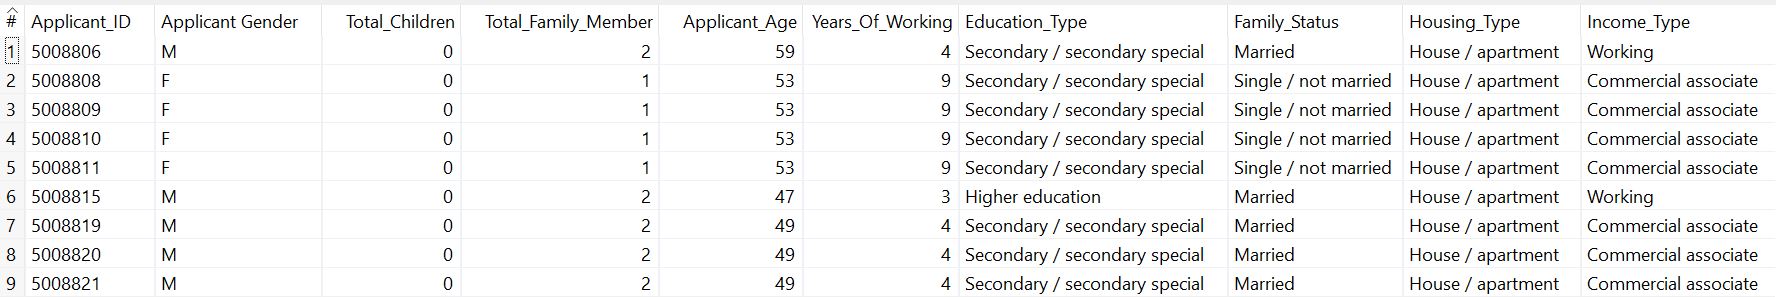 # Applicant_ID Applicant Gender Total_Children Total_Family_Member Applicant_Age Years_Of_Working Education_Type Family_Status Housing_Type Income_Type
1 5008806 M 0 2 59 4 Secondary / secondary special Married House / apartment Working
2 5008808 F 0 1 53 9 Secondary / secondary special Single / not married House / apartment Commercial associate
3 5008809 F 0 1 53 9 Secondary / secondary special Single / not married House / apartment Commercial associate
4 5008810 F 0 1 53 9 Secondary / secondary special Single / not married House / apartment Commercial associate
5 5008811 F 0 1 53 9 Secondary / secondary special Single / not married House / apartment Commercial associate
6 5008815 M 0 2 47 3 Higher education Married House / apartment Working
7 5008819 M 0 2 49 4 Secondary / secondary special Married House / apartment Commercial associate
8 5008820 M 0 2 49 4 Secondary / secondary special Married House / apartment Commercial associate
9 5008821 M 0 2 49 4 Secondary / secondary special Married House / apartment Commercial associate